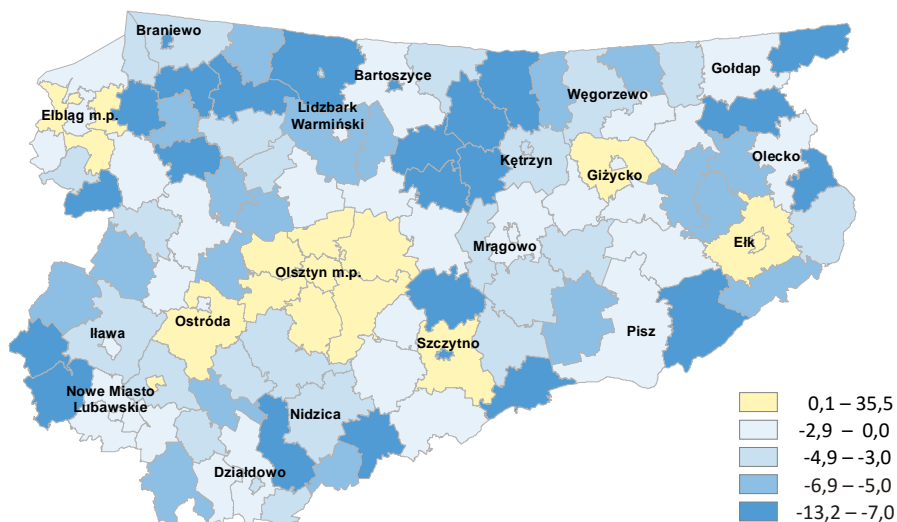 Braniewo
Gołdap
Bartoszyce
Węgorzewo
Lidzbark
Warmiński
Elbląg m.p.
Olecko
Kętrzyn
Giżycko
Ełk
Mrągowo
Olsztyn m.p.
Ostróda
Iława
Pisz
Szczytno
Nowe Miasto
Lubawskie
Nidzica
Działdowo
0,1 – 35,5
-2,9 – 0,0
-4,9 – -3,0
-6,9 – -5,0
-13,2 – -7,0